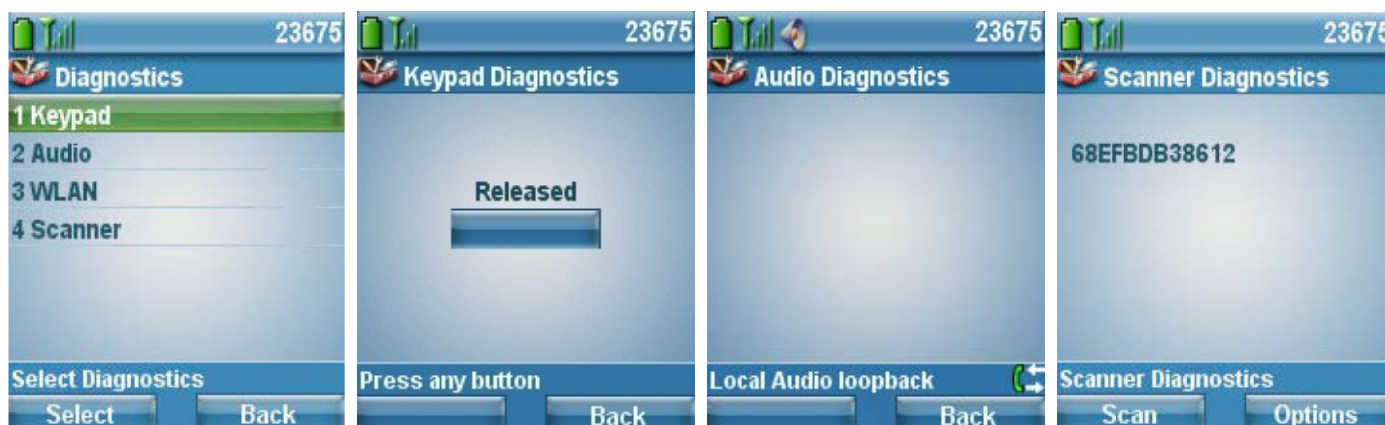 23675
Diagnostics
1 Keypad
2 Audio
3 WLAN
4 Scanner
Select Diagnostics
Select Back
23675
Keypad Diagnostics
Released
Press any button
Back
23675
Audio Diagnostics
Local Audio loopback
Back
23675
Scanner Diagnostics
68EFBDB38612
Scanner Diagnostics
Scan Options